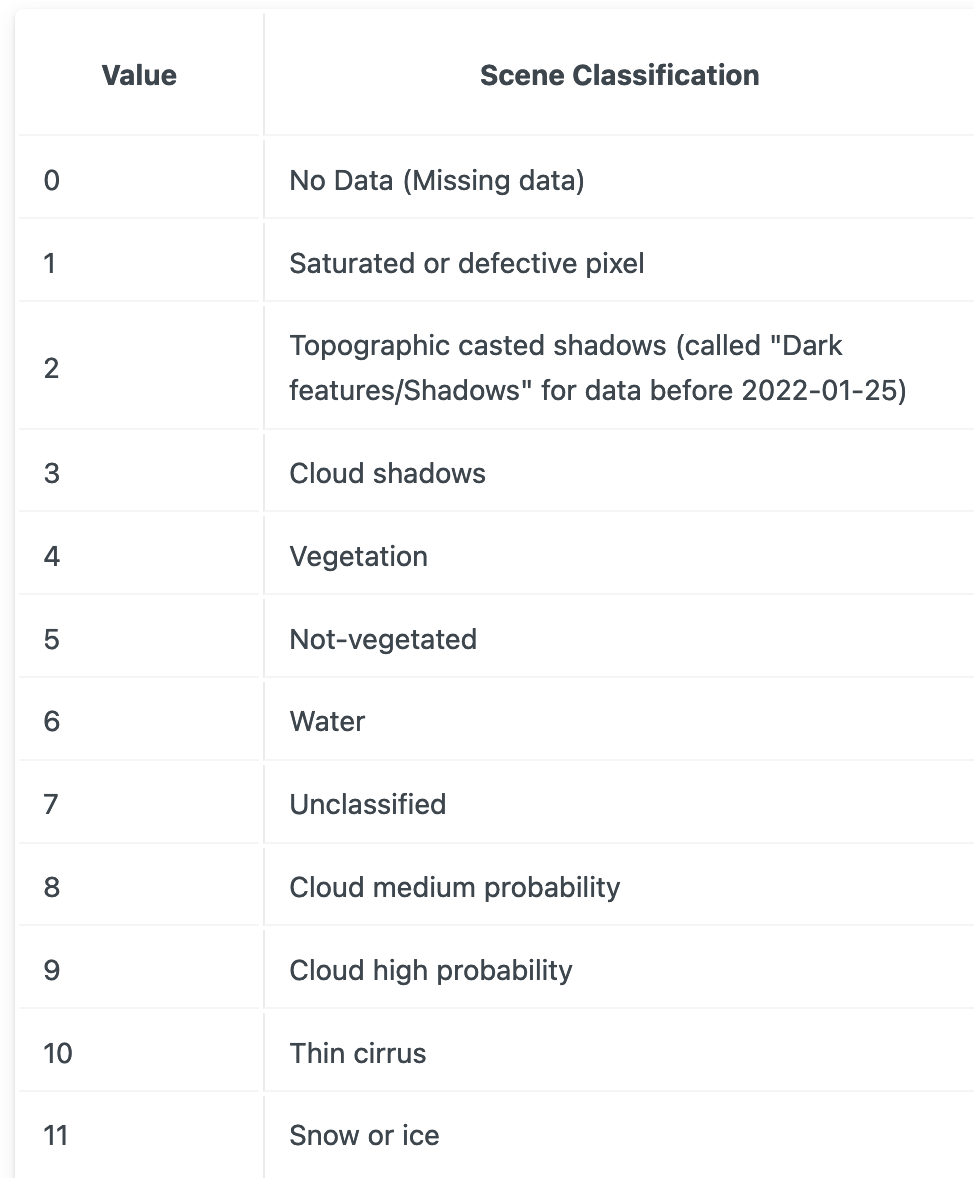 Value Scene Classification
0 No Data (Missing data)
1 Saturated or defective pixel
2 Topographic casted shadows (called "Dark
features/Shadows" for data before 2022-01-25)
3 Cloud shadows
4 Vegetation
5 Not-vegetated
6 Water
7 Unclassified
8 Cloud medium probability
9 Cloud high probability
10 Thin cirrus
11 Snow or ice